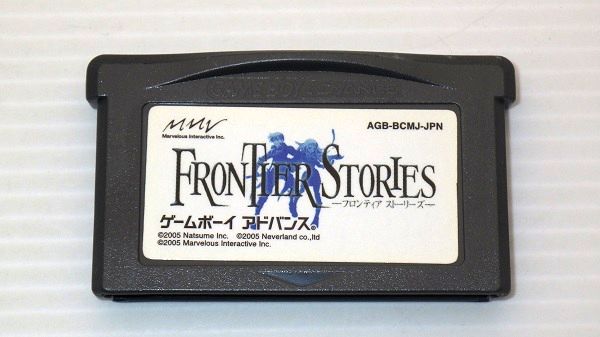 GAME BOY ADVANCE
MMV
AGB-BCMJ-JPN
Marvelous Interactive Inc.
FRONTIER STORIES
—フロンティア ストーリーズ—
ゲームボーイ アドバンス®
©2005 Natsume Inc. ©2005 Neverland co.,ltd
©2005 Marvelous Interactive Inc.